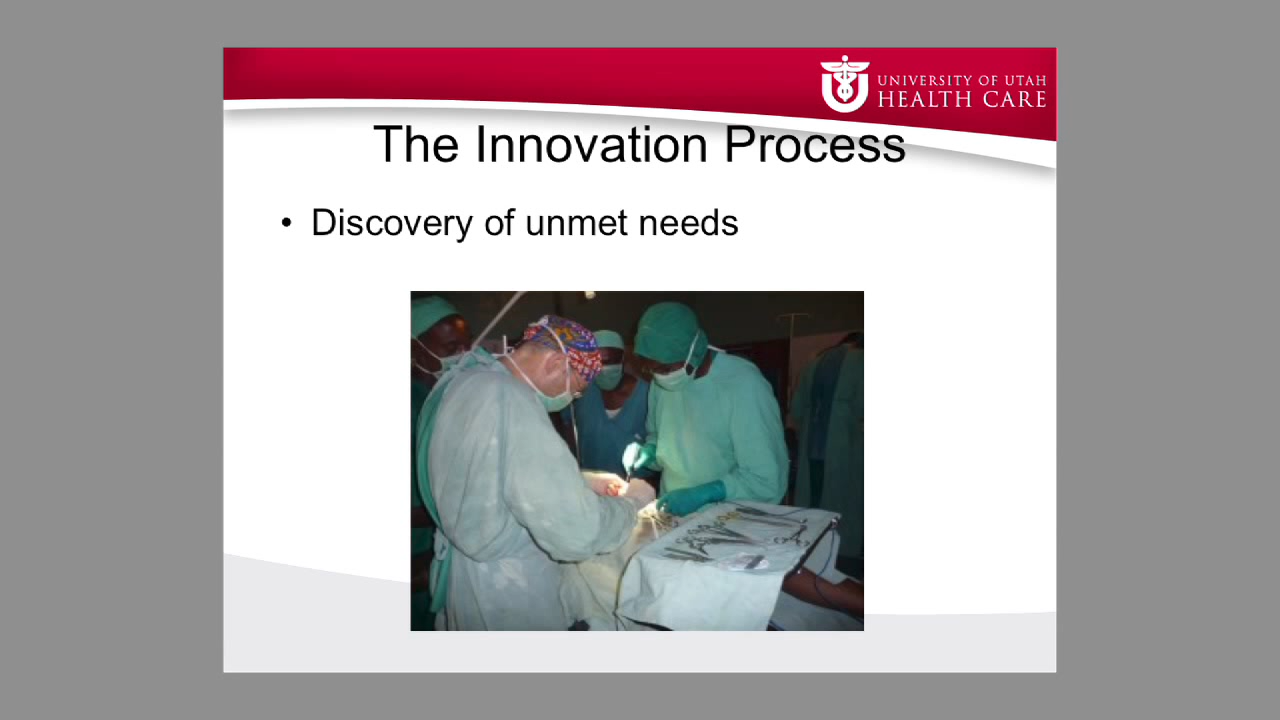 UNIVERSITY OF UTAH
HEALTH CARE
The Innovation Process
• Discovery of unmet needs